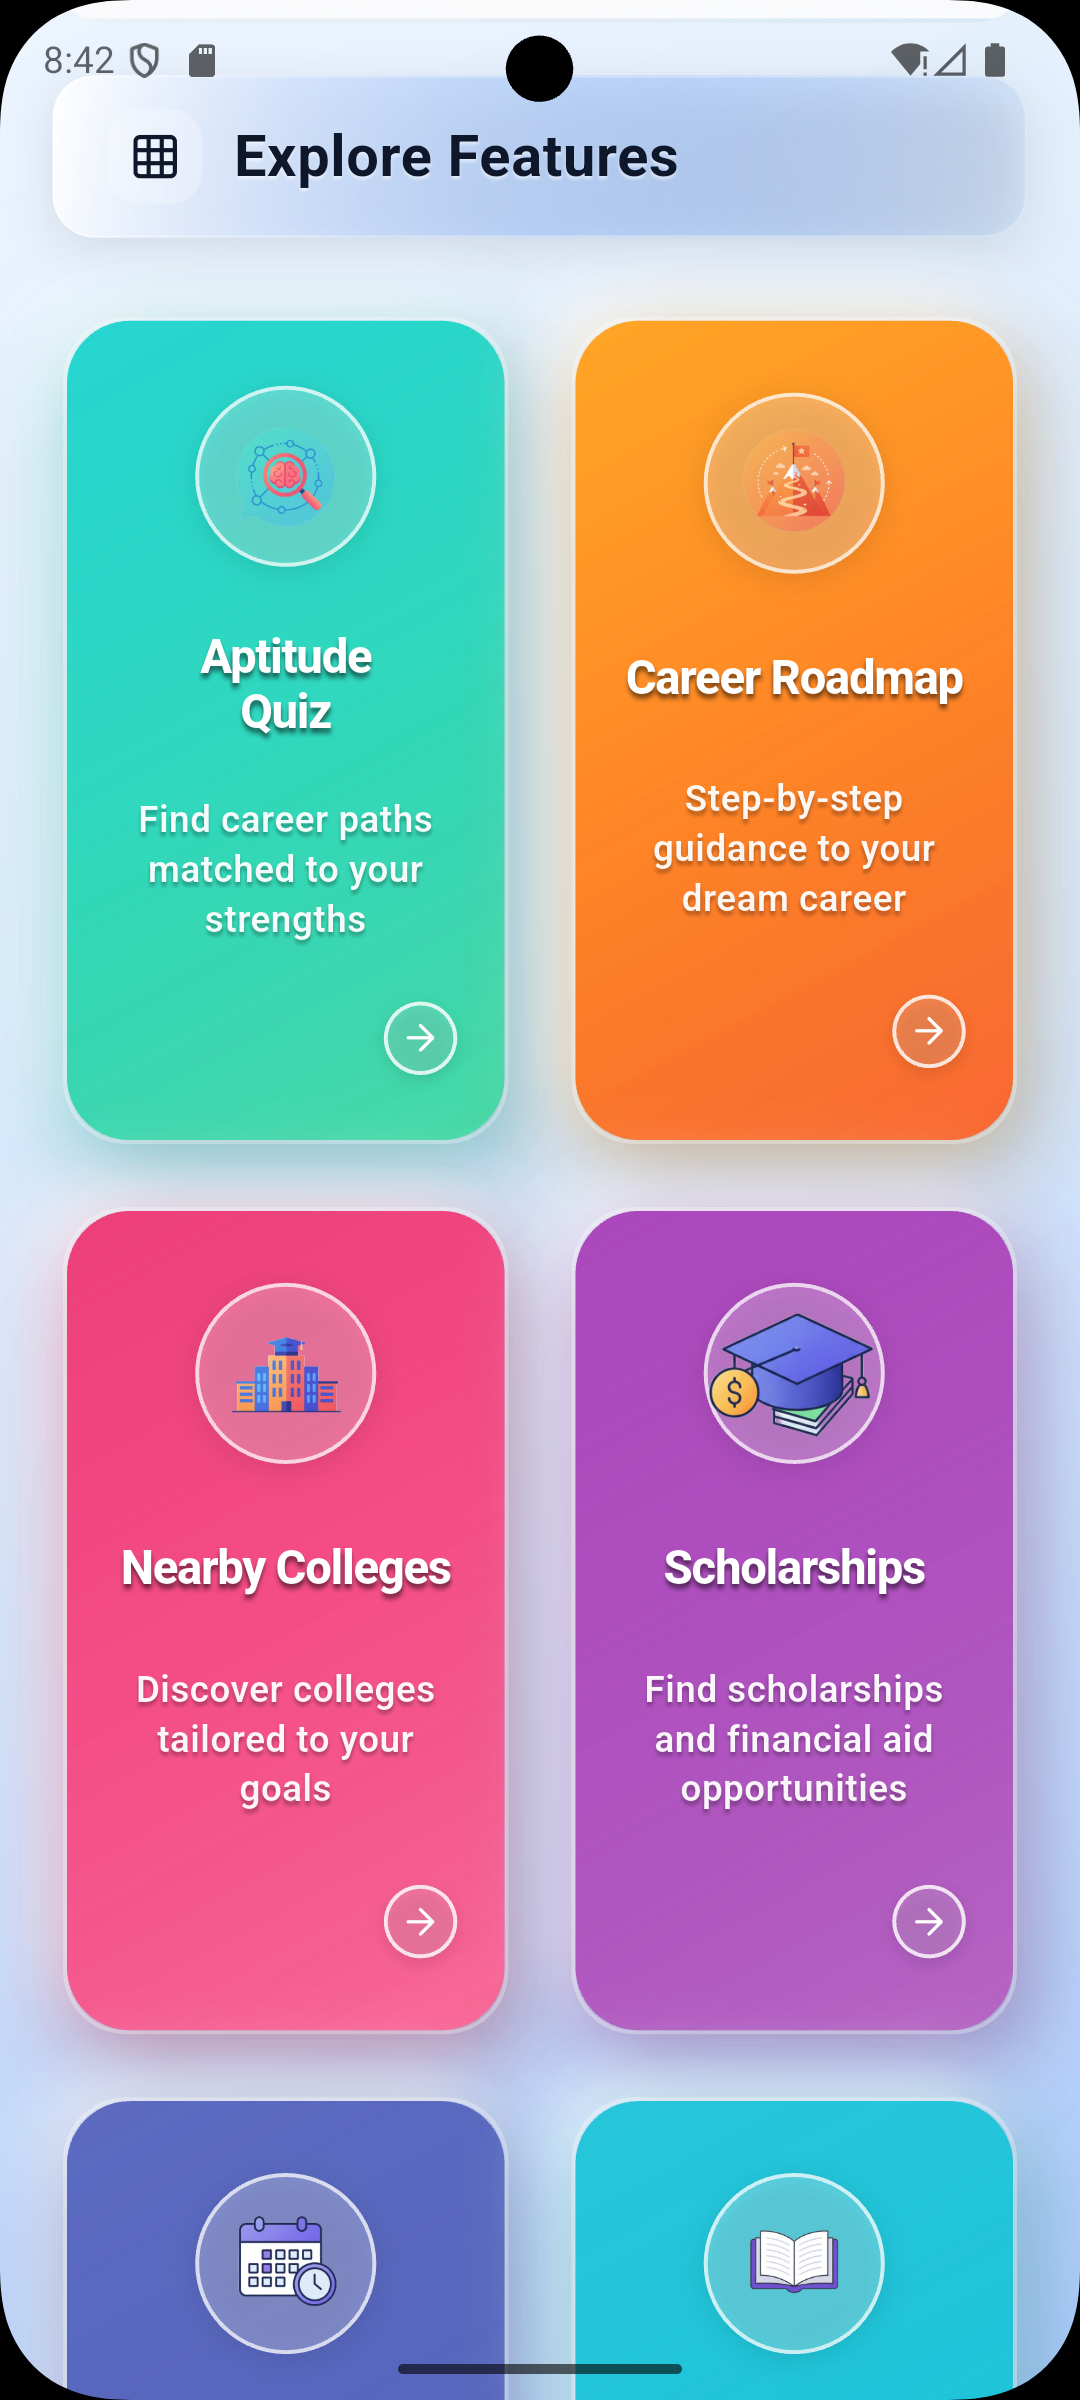 8:42
Explore Features
Aptitude
Quiz
Find career paths
matched to your
strengths
Career Roadmap
Step-by-step
guidance to your
dream career
Nearby Colleges
Discover colleges
tailored to your
goals
Scholarships
Find scholarships
and financial aid
opportunities